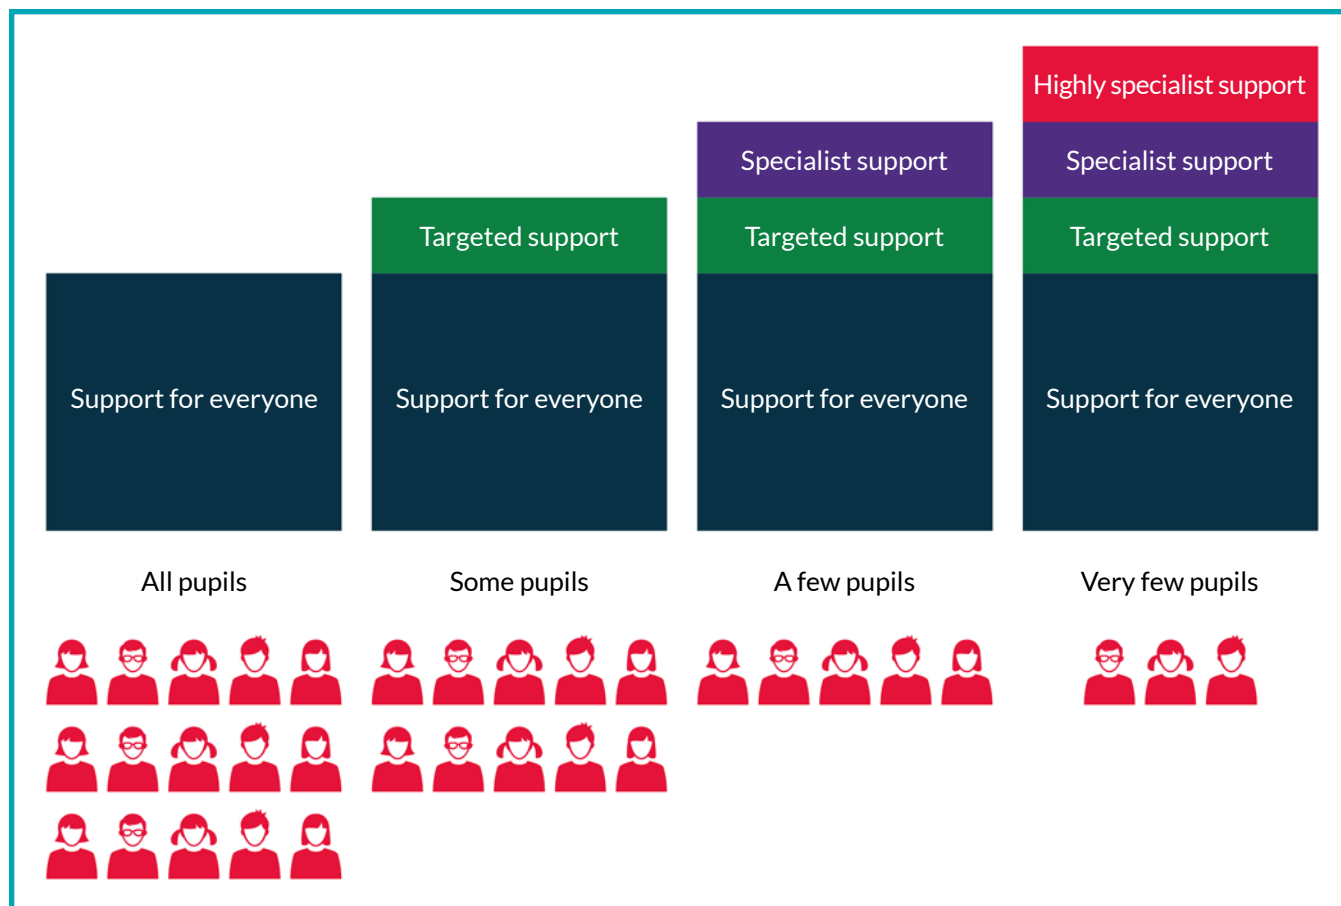 Highly specialist support
Specialist support
Specialist support
Targeted support
Targeted support
Targeted support
Support for everyone
Support for everyone
Support for everyone
Support for everyone
All pupils
Some pupils
A few pupils
Very few pupils